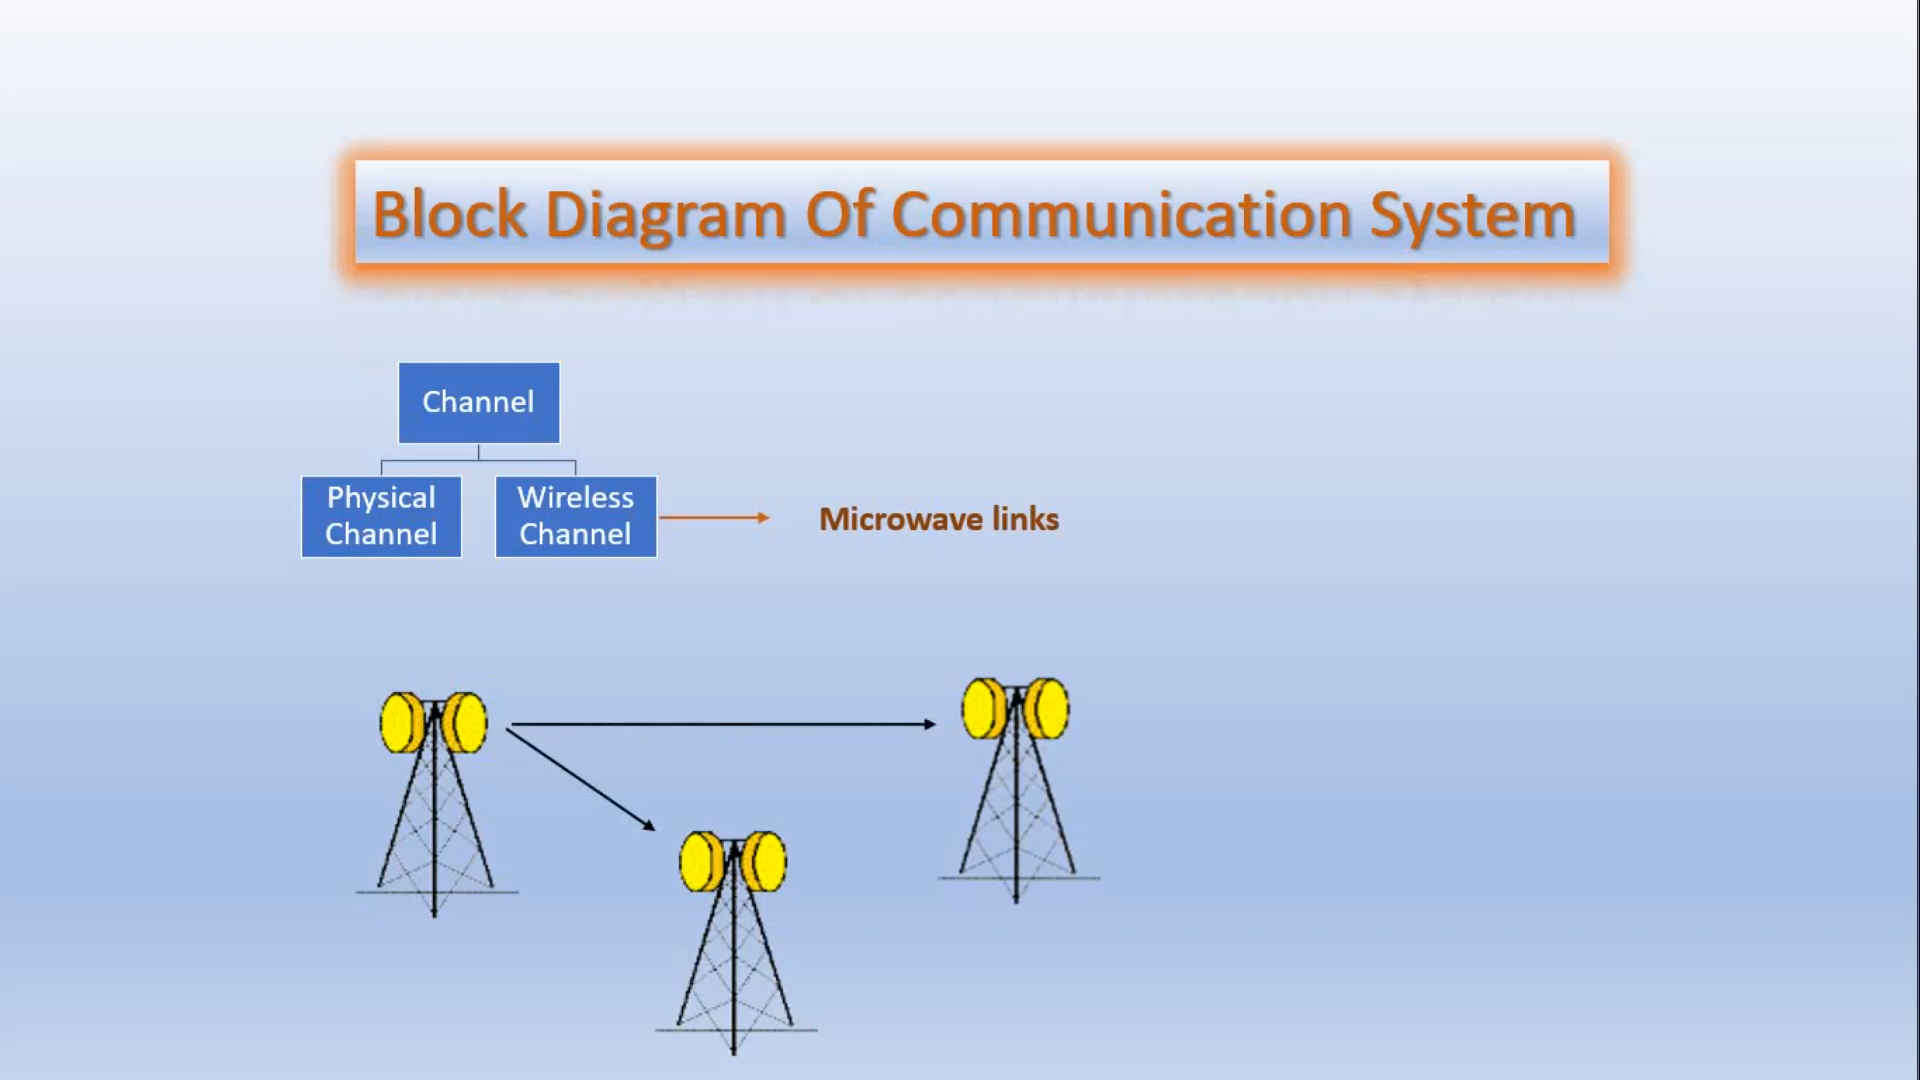 Block Diagram Of Communication System
Channel
Physical
Channel
Wireless
Channel
Microwave links